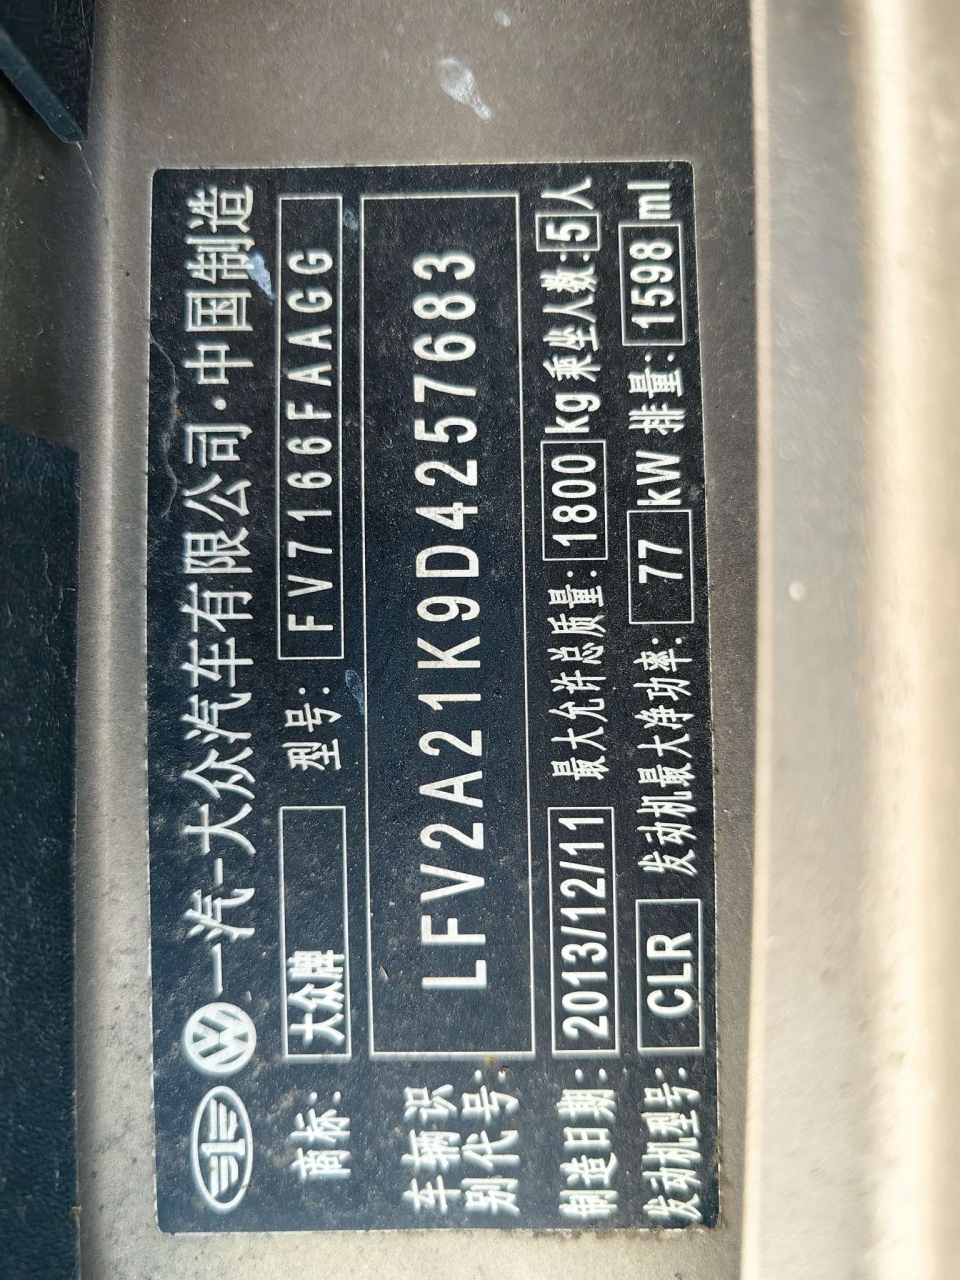 一汽-大众汽车有限公司·中国制造
商标: 大众牌 型号: FV7166FAAGG
车辆识别代号: LFV2A21K9D4257683
制造日期: 2013/12/11 最大允许总质量: 1800 kg 乘坐人数: 5 人
发动机型号: CLR 发动机最大净功率: 77 kW 排量: 1598 ml